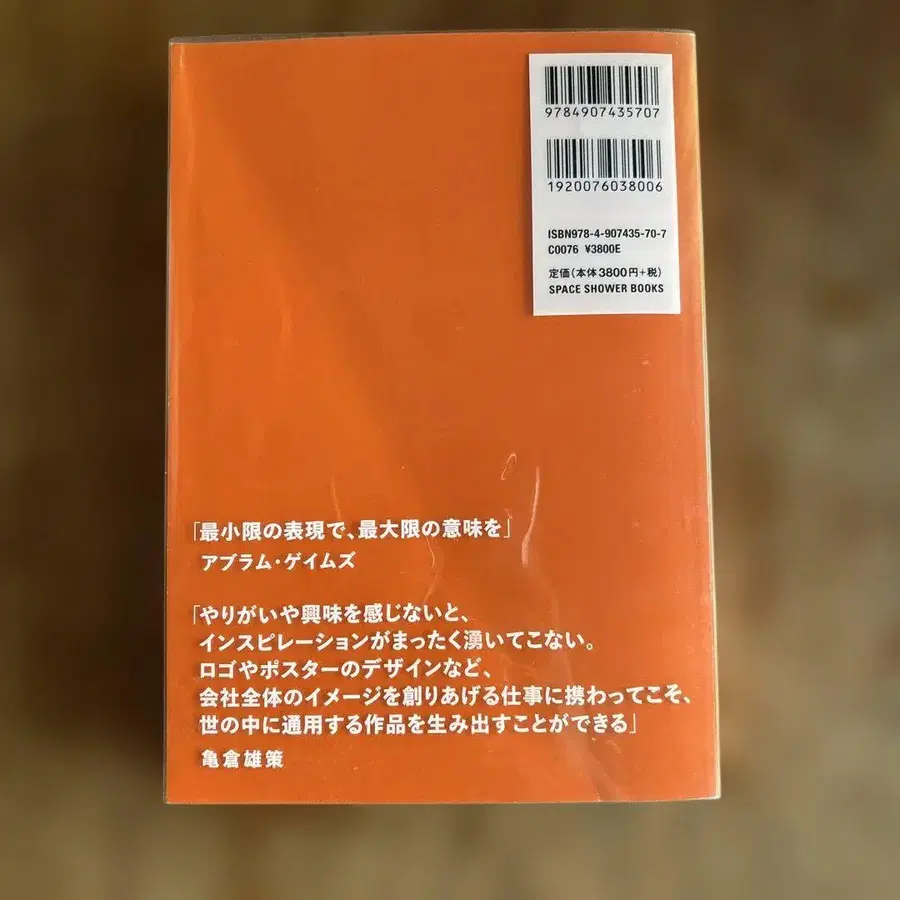 9784907435707
1920076038006
ISBN978-4-907435-70-7
C0076 ¥3800E
定価(本体3800円+税)
SPACE SHOWER BOOKS
「最小限の表現で、最大限の意味を」
アブラム・ゲイムズ
「やりがいや興味を感じないと、
インスピレーションがまったく湧いてこない。
ロゴやポスターのデザインなど、
会社全体のイメージを創りあげる仕事に携わってこそ、
世の中に通用する作品を生み出すことができる」
亀倉雄策